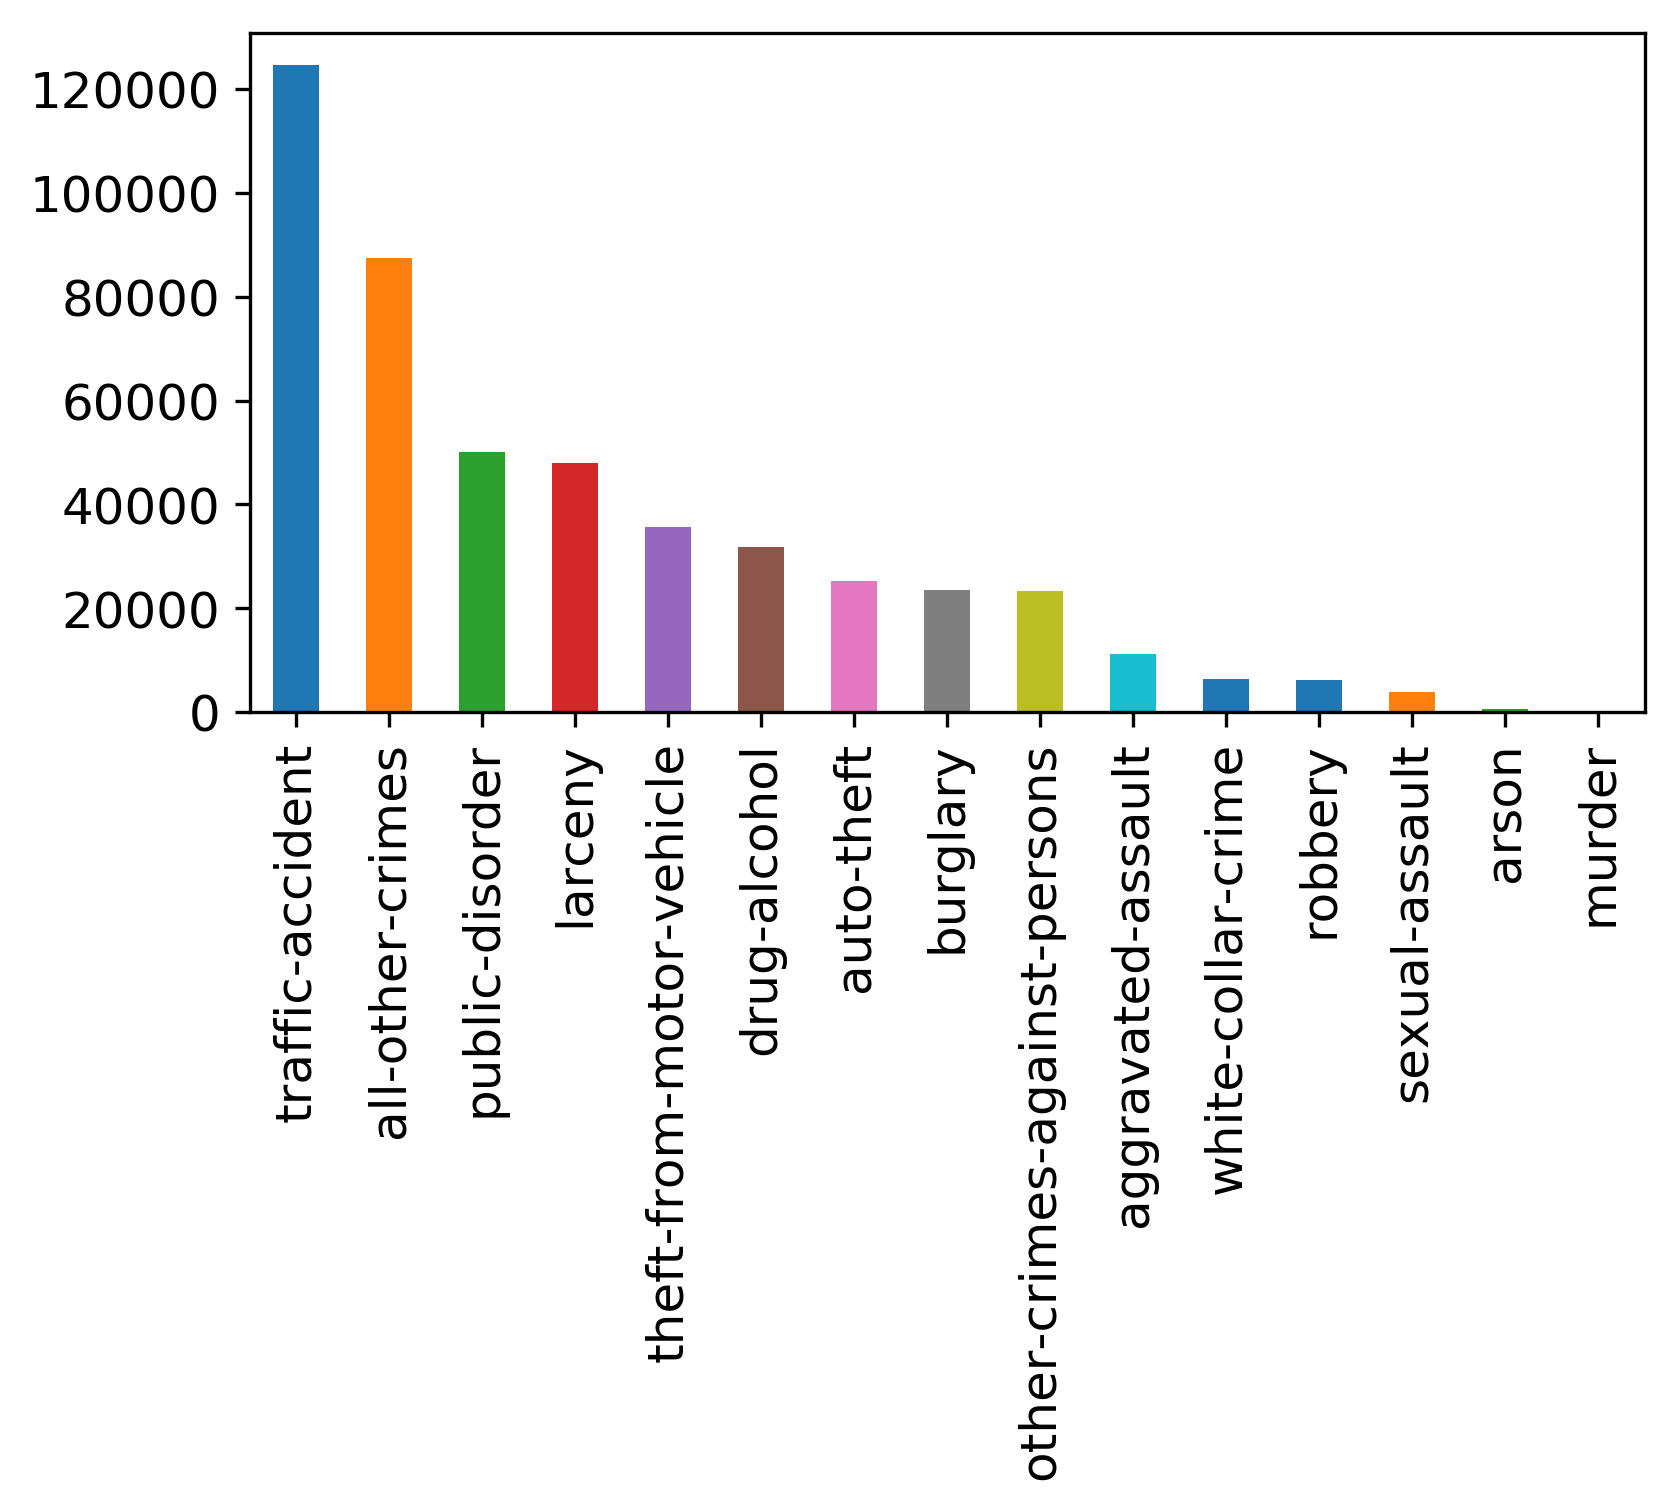 120000
100000
80000
60000
40000
20000
0
traffic-accident
all-other-crimes
public-disorder
larceny
theft-from-motor-vehicle
drug-alcohol
auto-theft
burglary
other-crimes-against-persons
aggravated-assault
white-collar-crime
robbery
sexual-assault
arson
murder